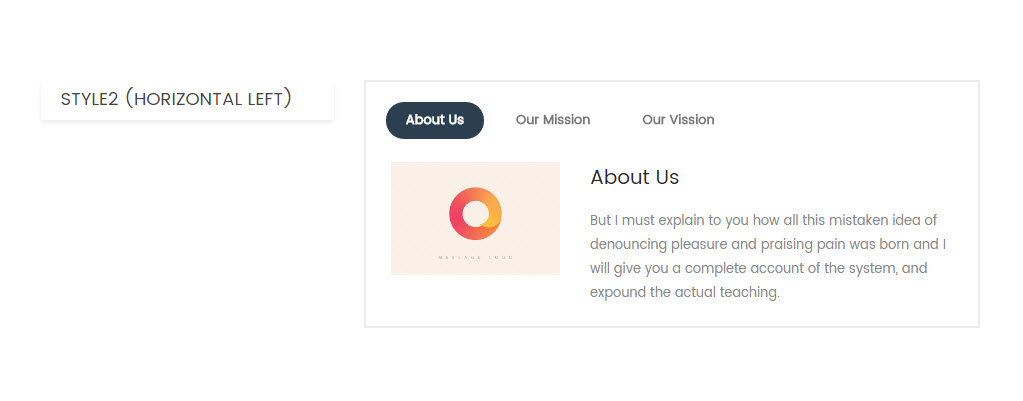 STYLE2 (HORIZONTAL LEFT)
About Us
Our Mission
Our Vission
About Us
But I must explain to you how all this mistaken idea of
denouncing pleasure and praising pain was born and I
will give you a complete account of the system, and
expound the actual teaching.